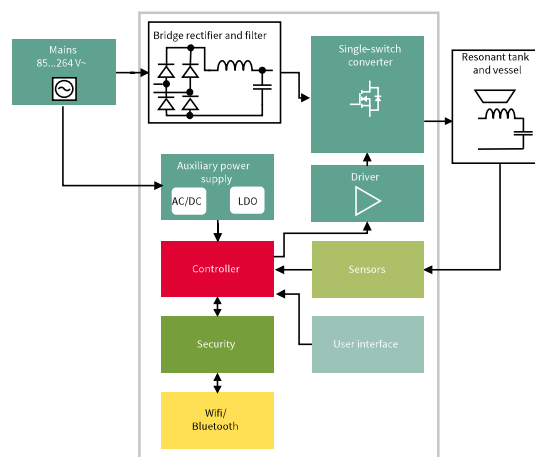 Mains
85...264 V~
Bridge rectifier and filter
Single-switch
converter
Resonant tank
and vessel
Auxiliary power
supply
AC/DC
LDO
Driver
Controller
Sensors
Security
User interface
Wifi/
Bluetooth